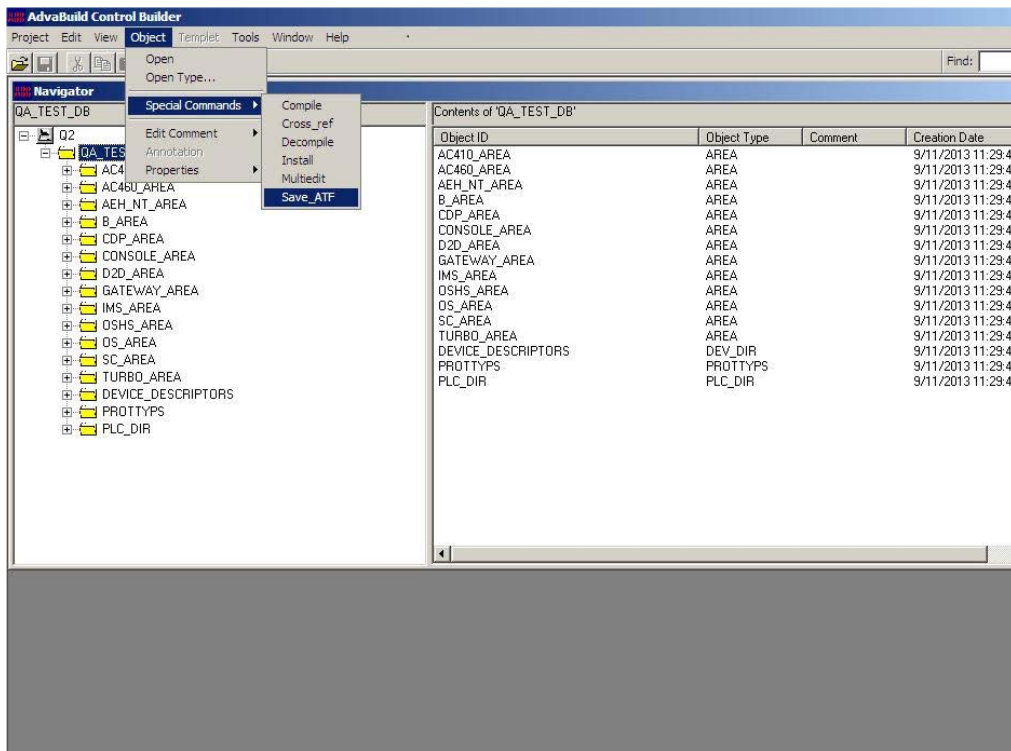 ABB AdvaBuild Control Builder
Project Edit View Object Templet Tools Window Help
Find:
Open
Open Type...
Special Commands
Edit Comment
Annotation
Properties
Compile
Cross_ref
Decompile
Install
Multiedit
Save_ATF
ABB Navigator
QA_TEST_DB
Q2
QA_TES
AC4
AC460_AREA
AEH_NT_AREA
B_AREA
CDP_AREA
CONSOLE_AREA
D2D_AREA
GATEWAY_AREA
IMS_AREA
OSHS_AREA
OS_AREA
SC_AREA
TURBO_AREA
DEVICE_DESCRIPTORS
PROTTYPS
PLC_DIR
Contents of 'QA_TEST_DB'
Object ID Object Type Comment Creation Date
AC410_AREA AREA 9/11/2013 11:29:4
AC460_AREA AREA 9/11/2013 11:29:4
AEH_NT_AREA AREA 9/11/2013 11:29:4
B_AREA AREA 9/11/2013 11:29:4
CDP_AREA AREA 9/11/2013 11:29:4
CONSOLE_AREA AREA 9/11/2013 11:29:4
D2D_AREA AREA 9/11/2013 11:29:4
GATEWAY_AREA AREA 9/11/2013 11:29:4
IMS_AREA AREA 9/11/2013 11:29:4
OSHS_AREA AREA 9/11/2013 11:29:4
OS_AREA AREA 9/11/2013 11:29:4
SC_AREA AREA 9/11/2013 11:29:4
TURBO_AREA AREA 9/11/2013 11:29:4
DEVICE_DESCRIPTORS DEV_DIR 9/11/2013 11:29:4
PROTTYPS PROTTYPS 9/11/2013 11:29:4
PLC_DIR PLC_DIR 9/11/2013 11:29:4